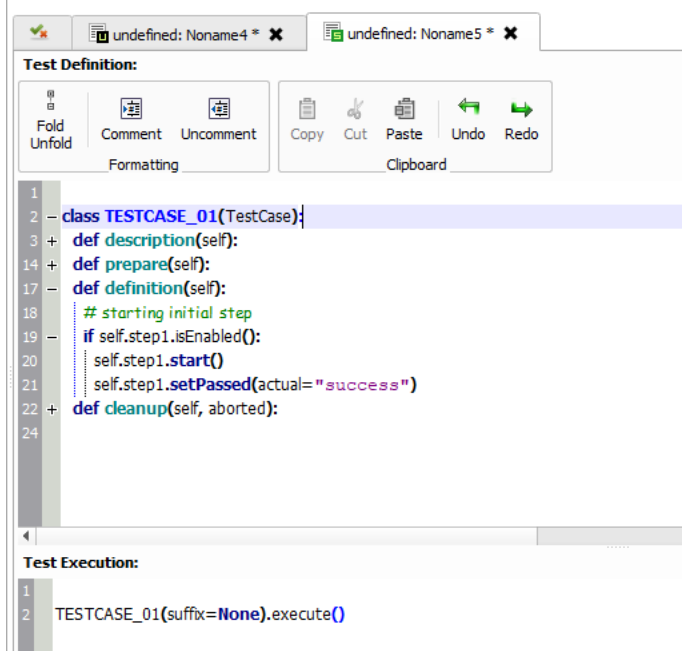 undefined: Noname4 *
undefined: Noname5 *
Test Definition:
Fold Unfold
Comment
Uncomment
Formatting
Copy
Cut
Paste
Undo
Redo
Clipboard
1
2 – class TESTCASE_01(TestCase):
3 + def description(self):
14 + def prepare(self):
17 – def definition(self):
18 # starting initial step
19 – if self.step1.isEnabled():
20 self.step1.start()
21 self.step1.setPassed(actual="success")
22 + def cleanup(self, aborted):
24
Test Execution:
1
2 TESTCASE_01(suffix=None).execute()